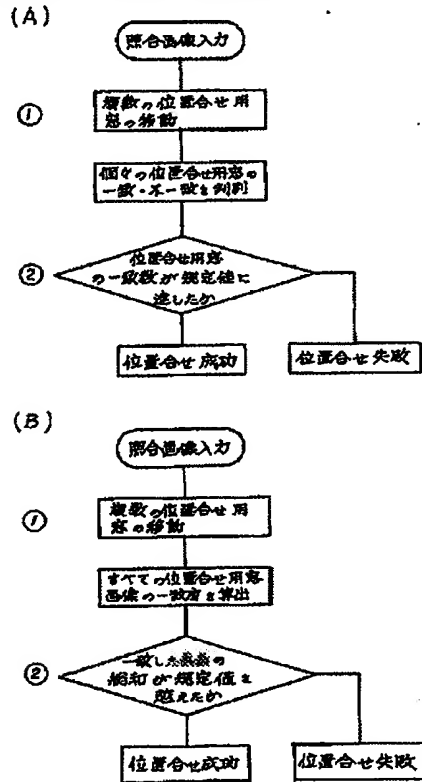 (A)
照合画像入力
①
複数の位置合せ用
窓の移動
個々の位置合せ用窓の
一致・不一致を判別
②
位置合せ用窓
の一致数が規定値に
達したか
位置合せ成功
位置合せ失敗
(B)
照合画像入力
①
複数の位置合せ用
窓の移動
すべての位置合せ用窓
画像の一致度を算出
②
一致した
総和が規定値を
超えたか
位置合せ成功
位置合せ失敗